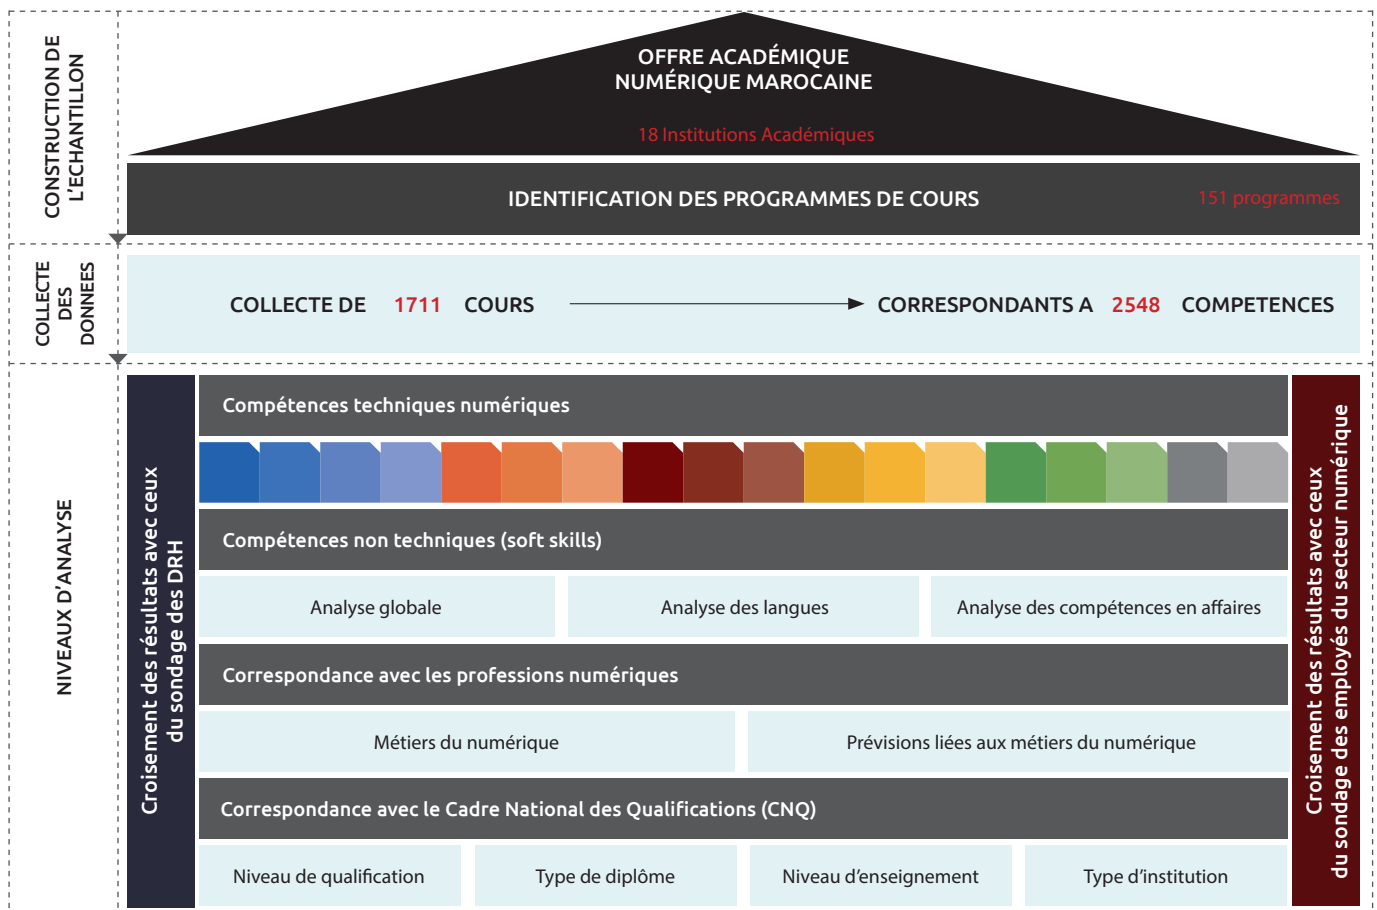 CONSTRUCTION DE
L'ECHANTILLON
OFFRE ACADÉMIQUE
NUMÉRIQUE MAROCAINE
18 Institutions Académiques
IDENTIFICATION DES PROGRAMMES DE COURS
151 programmes
COLLECTE
DES
DONNEES
COLLECTE DE 1711 COURS
CORRESPONDANTS A 2548 COMPETENCES
NIVEAUX D'ANALYSE
Croisement des résultats avec ceux
du sondage des DRH
Compétences techniques numériques
Compétences non techniques (soft skills)
Analyse globale
Analyse des langues
Analyse des compétences en affaires
Correspondance avec les professions numériques
Métiers du numérique
Prévisions liées aux métiers du numérique
Correspondance avec le Cadre National des Qualifications (CNQ)
Niveau de qualification
Type de diplôme
Niveau d'enseignement
Type d'institution
Croisement des résultats avec ceux
du sondage des employés du secteur numérique